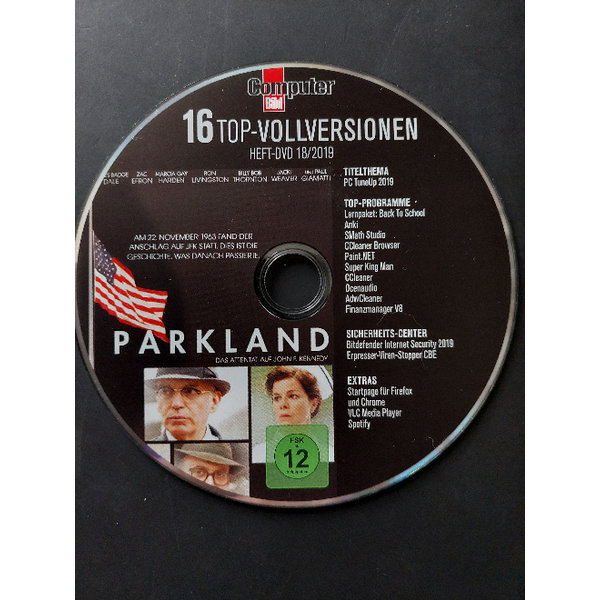 Computer
Bild
16 TOP-VOLLVERSIONEN
HEFT-DVD 18/2019
ZAC MARCIA GAY RON BILLY BOB JACKI UND PAUL
DALE EFRON HARDEN LIVINGSTON THORNTON WEAVER GIAMATTI
AM 22. NOVEMBER 1963 FAND DER
ANSCHLAG AUF JFK STATT. DIES IST DIE
GESCHICHTE, WAS DANACH PASSIERTE.
PARKLAND
DAS ATTENTAT AUF JOHN F. KENNEDY
FSK
12
TITELTHEMA
PC TuneUp 2019
TOP-PROGRAMME
Lernpaket: Back To School
Anki
SMath Studio
CCleaner Browser
Paint.NET
Super King Man
CCleaner
Ocenaudio
AdwCleaner
Finanzmanager V8
SICHERHEITS-CENTER
Bitdefender Internet Security 2019
Erpresser-Viren-Stopper CBE
EXTRAS
Startpage für Firefox
und Chrome
VLC Media Player
Spotify